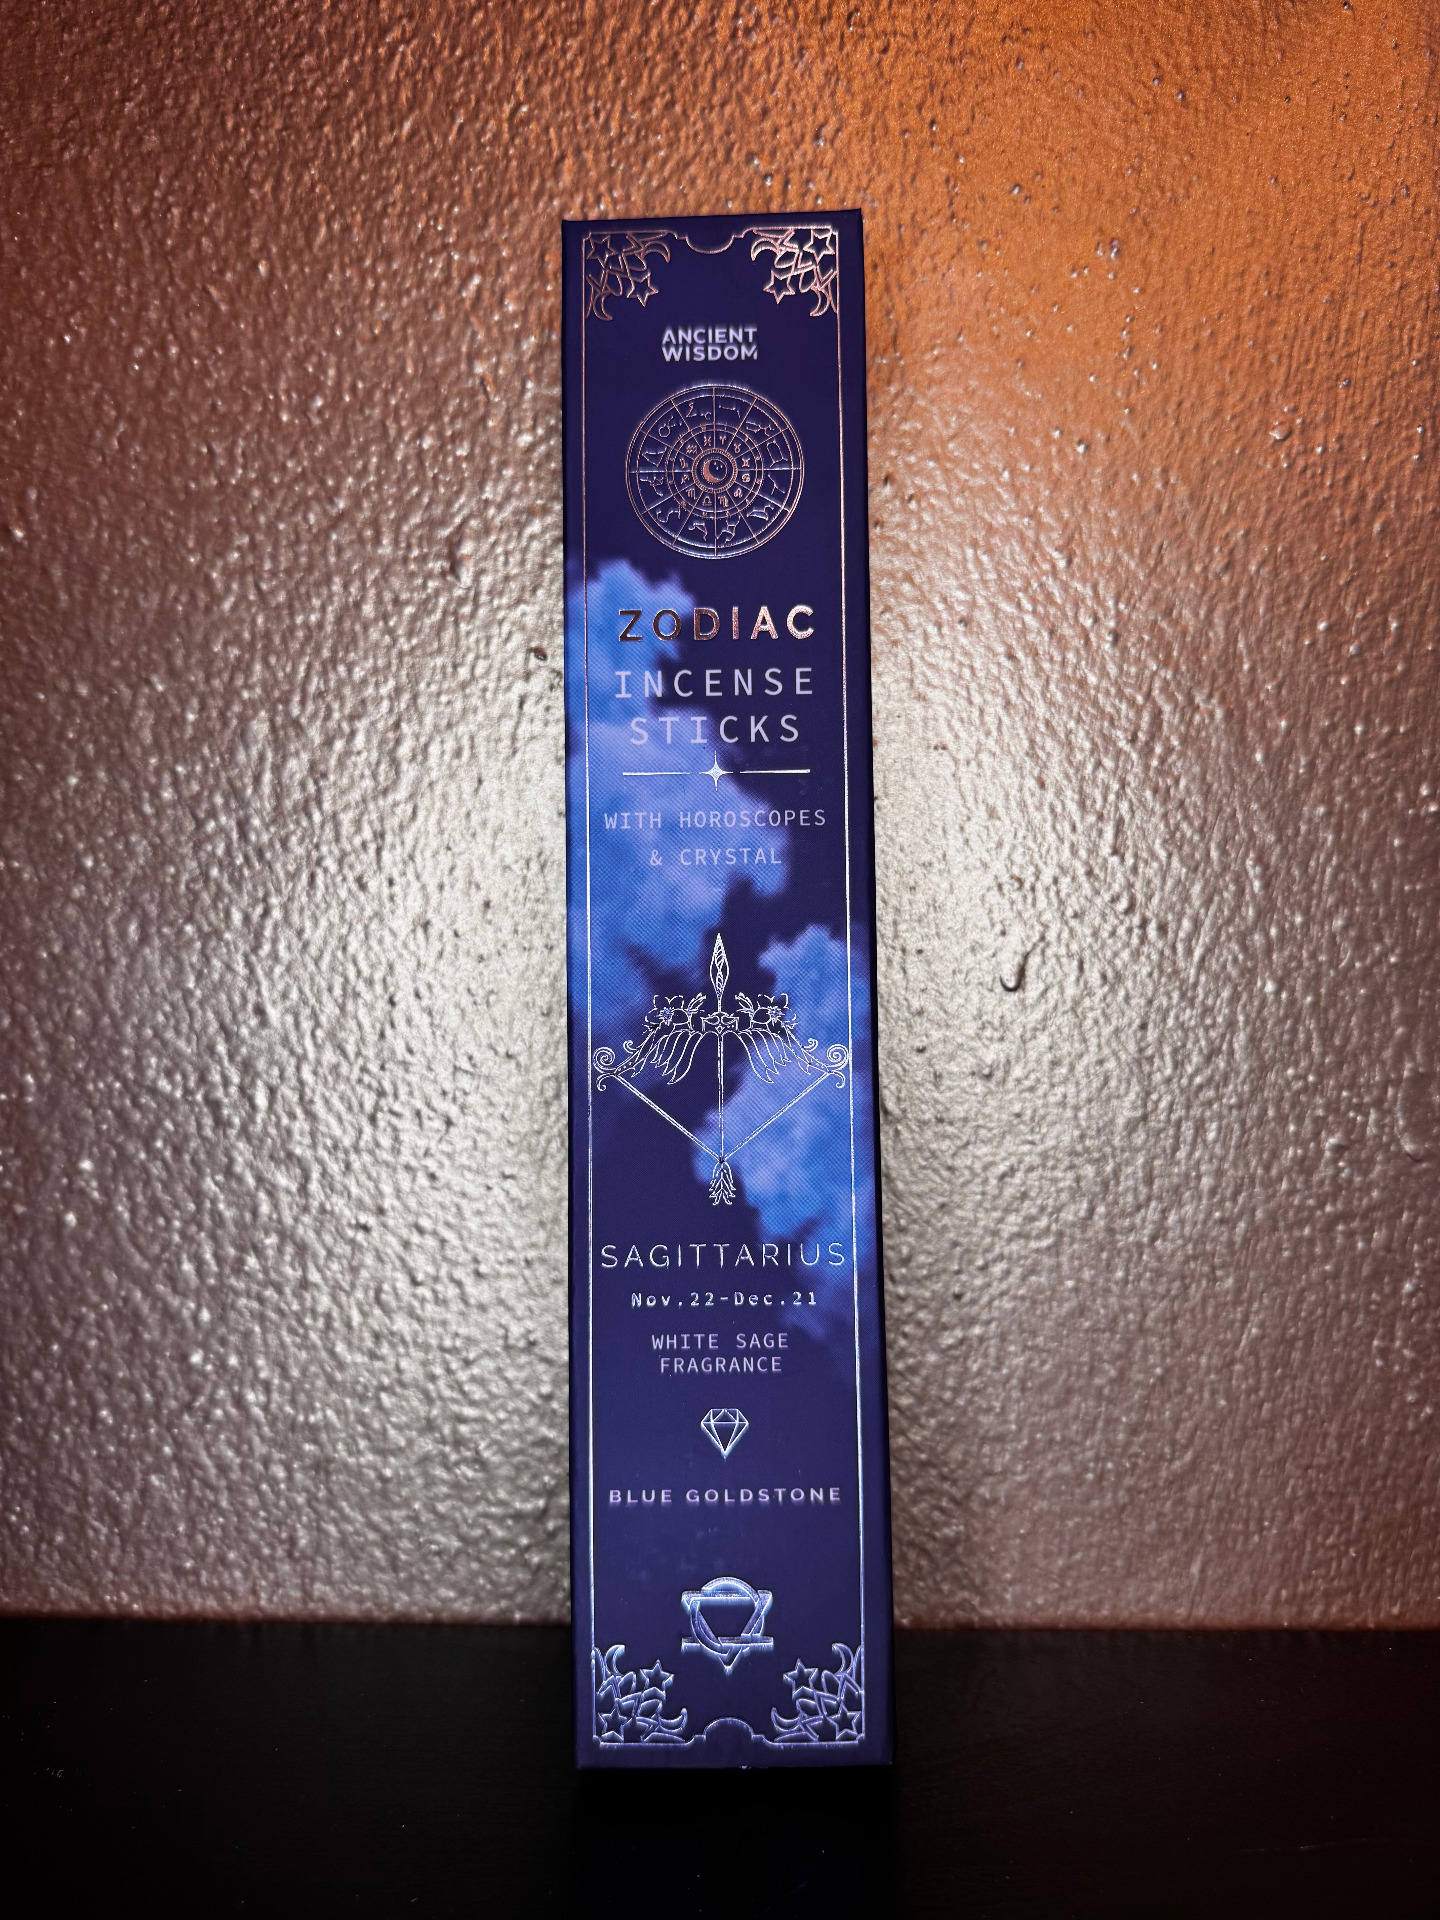 ANCIENT
WISDOM
ZODIAC
INCENSE
STICKS
WITH HOROSCOPES
& CRYSTAL
SAGITTARIUS
Nov.22-Dec.21
WHITE SAGE
FRAGRANCE
BLUE GOLDSTONE